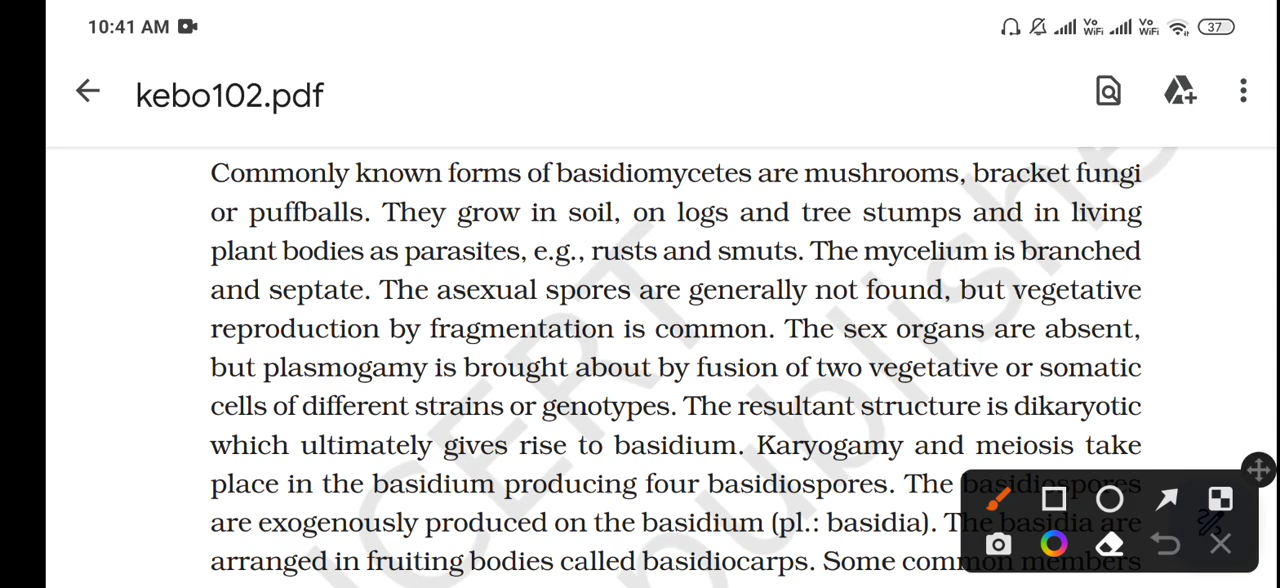 10:41 AM
Vo WiFi Vo WiFi 37
kebo102.pdf
Commonly known forms of basidiomycetes are mushrooms, bracket fungi
or puffballs. They grow in soil, on logs and tree stumps and in living
plant bodies as parasites, e.g., rusts and smuts. The mycelium is branched
and septate. The asexual spores are generally not found, but vegetative
reproduction by fragmentation is common. The sex organs are absent,
but plasmogamy is brought about by fusion of two vegetative or somatic
cells of different strains or genotypes. The resultant structure is dikaryotic
which ultimately gives rise to basidium. Karyogamy and meiosis take
place in the basidium producing four basidiospores. The basidiospores
are exogenously produced on the basidium (pl.: basidia). The basidia are
arranged in fruiting bodies called basidiocarps. Some common members